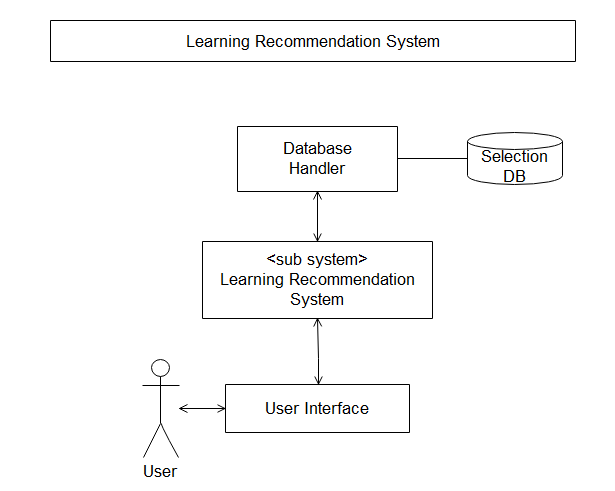 Learning Recommendation System
Database
Handler
Selection
DB
<sub system>
Learning Recommendation
System
User Interface
User